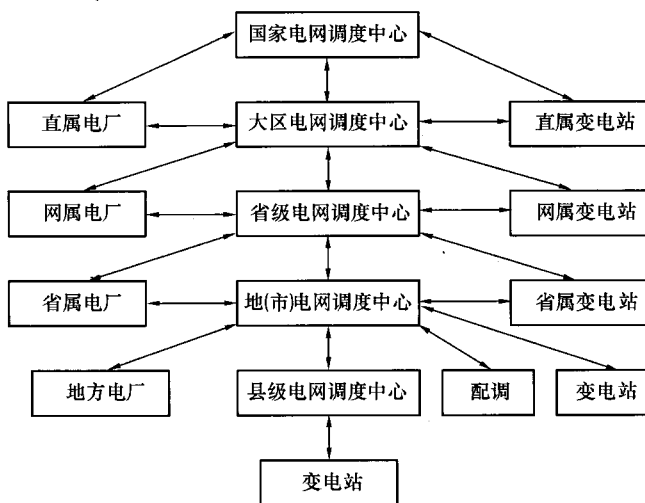 国家电网调度中心
直属电厂
大区电网调度中心
直属变电站
网属电厂
省级电网调度中心
网属变电站
省属电厂
地(市)电网调度中心
省属变电站
地方电厂
县级电网调度中心
配调
变电站
变电站